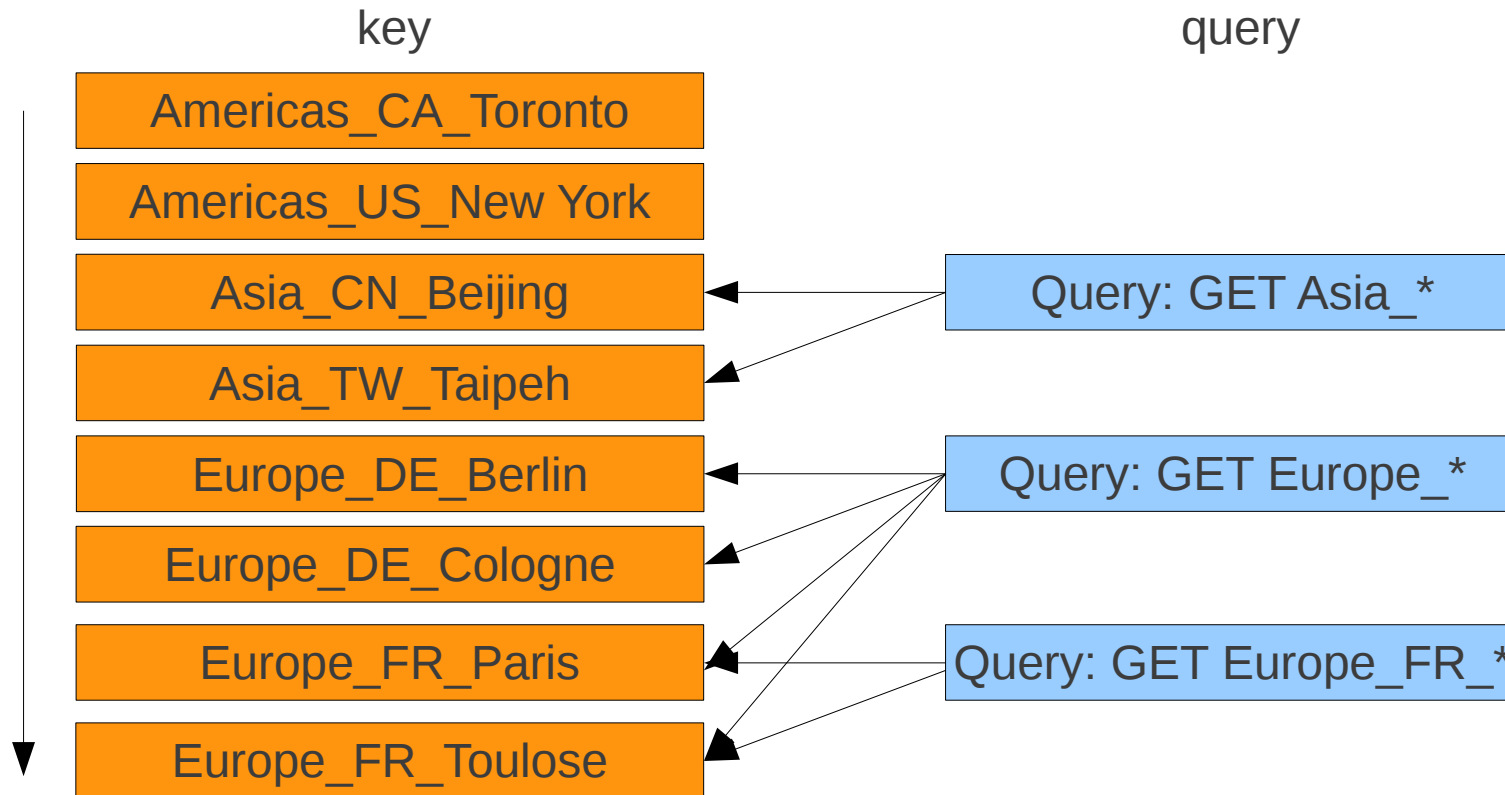 key
query
Americas_CA_Toronto
Americas_US_New York
Asia_CN_Beijing
Query: GET Asia_*
Asia_TW_Taipeh
Europe_DE_Berlin
Query: GET Europe_*
Europe_DE_Cologne
Europe_FR_Paris
Query: GET Europe_FR_*
Europe_FR_Toulose